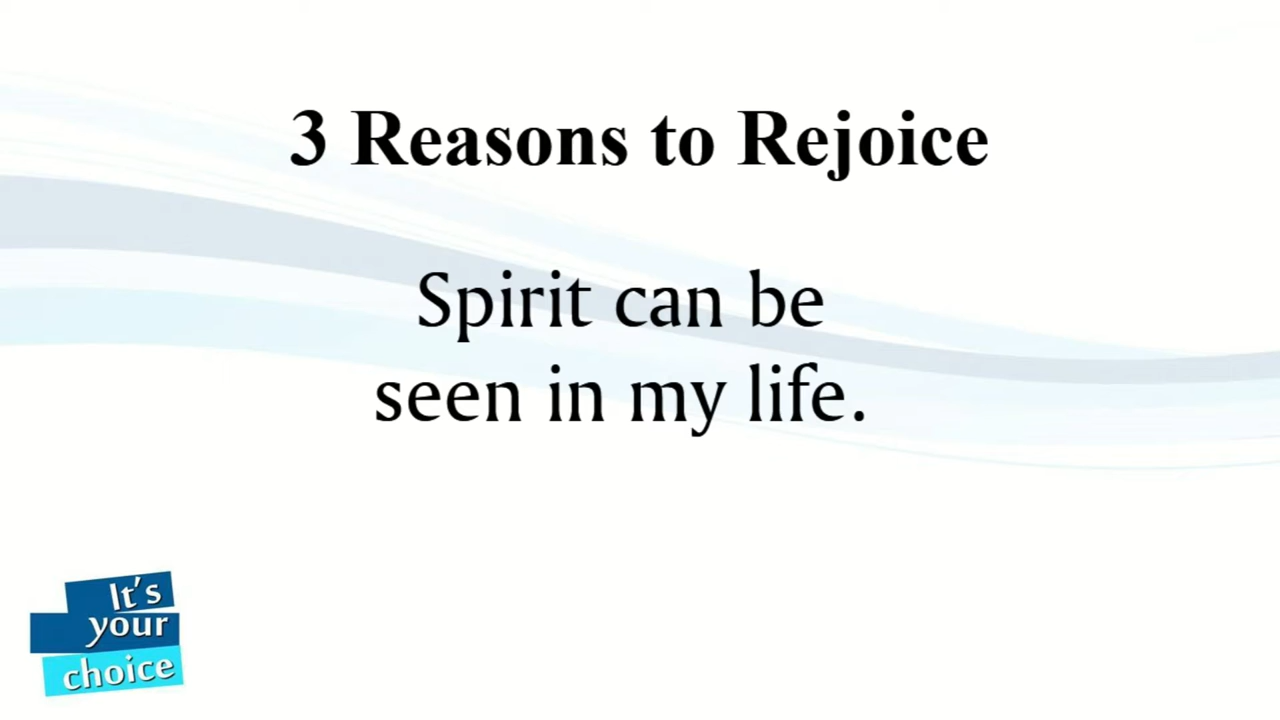 3 Reasons to Rejoice
Spirit can be
seen in my life.
It's
your
choice